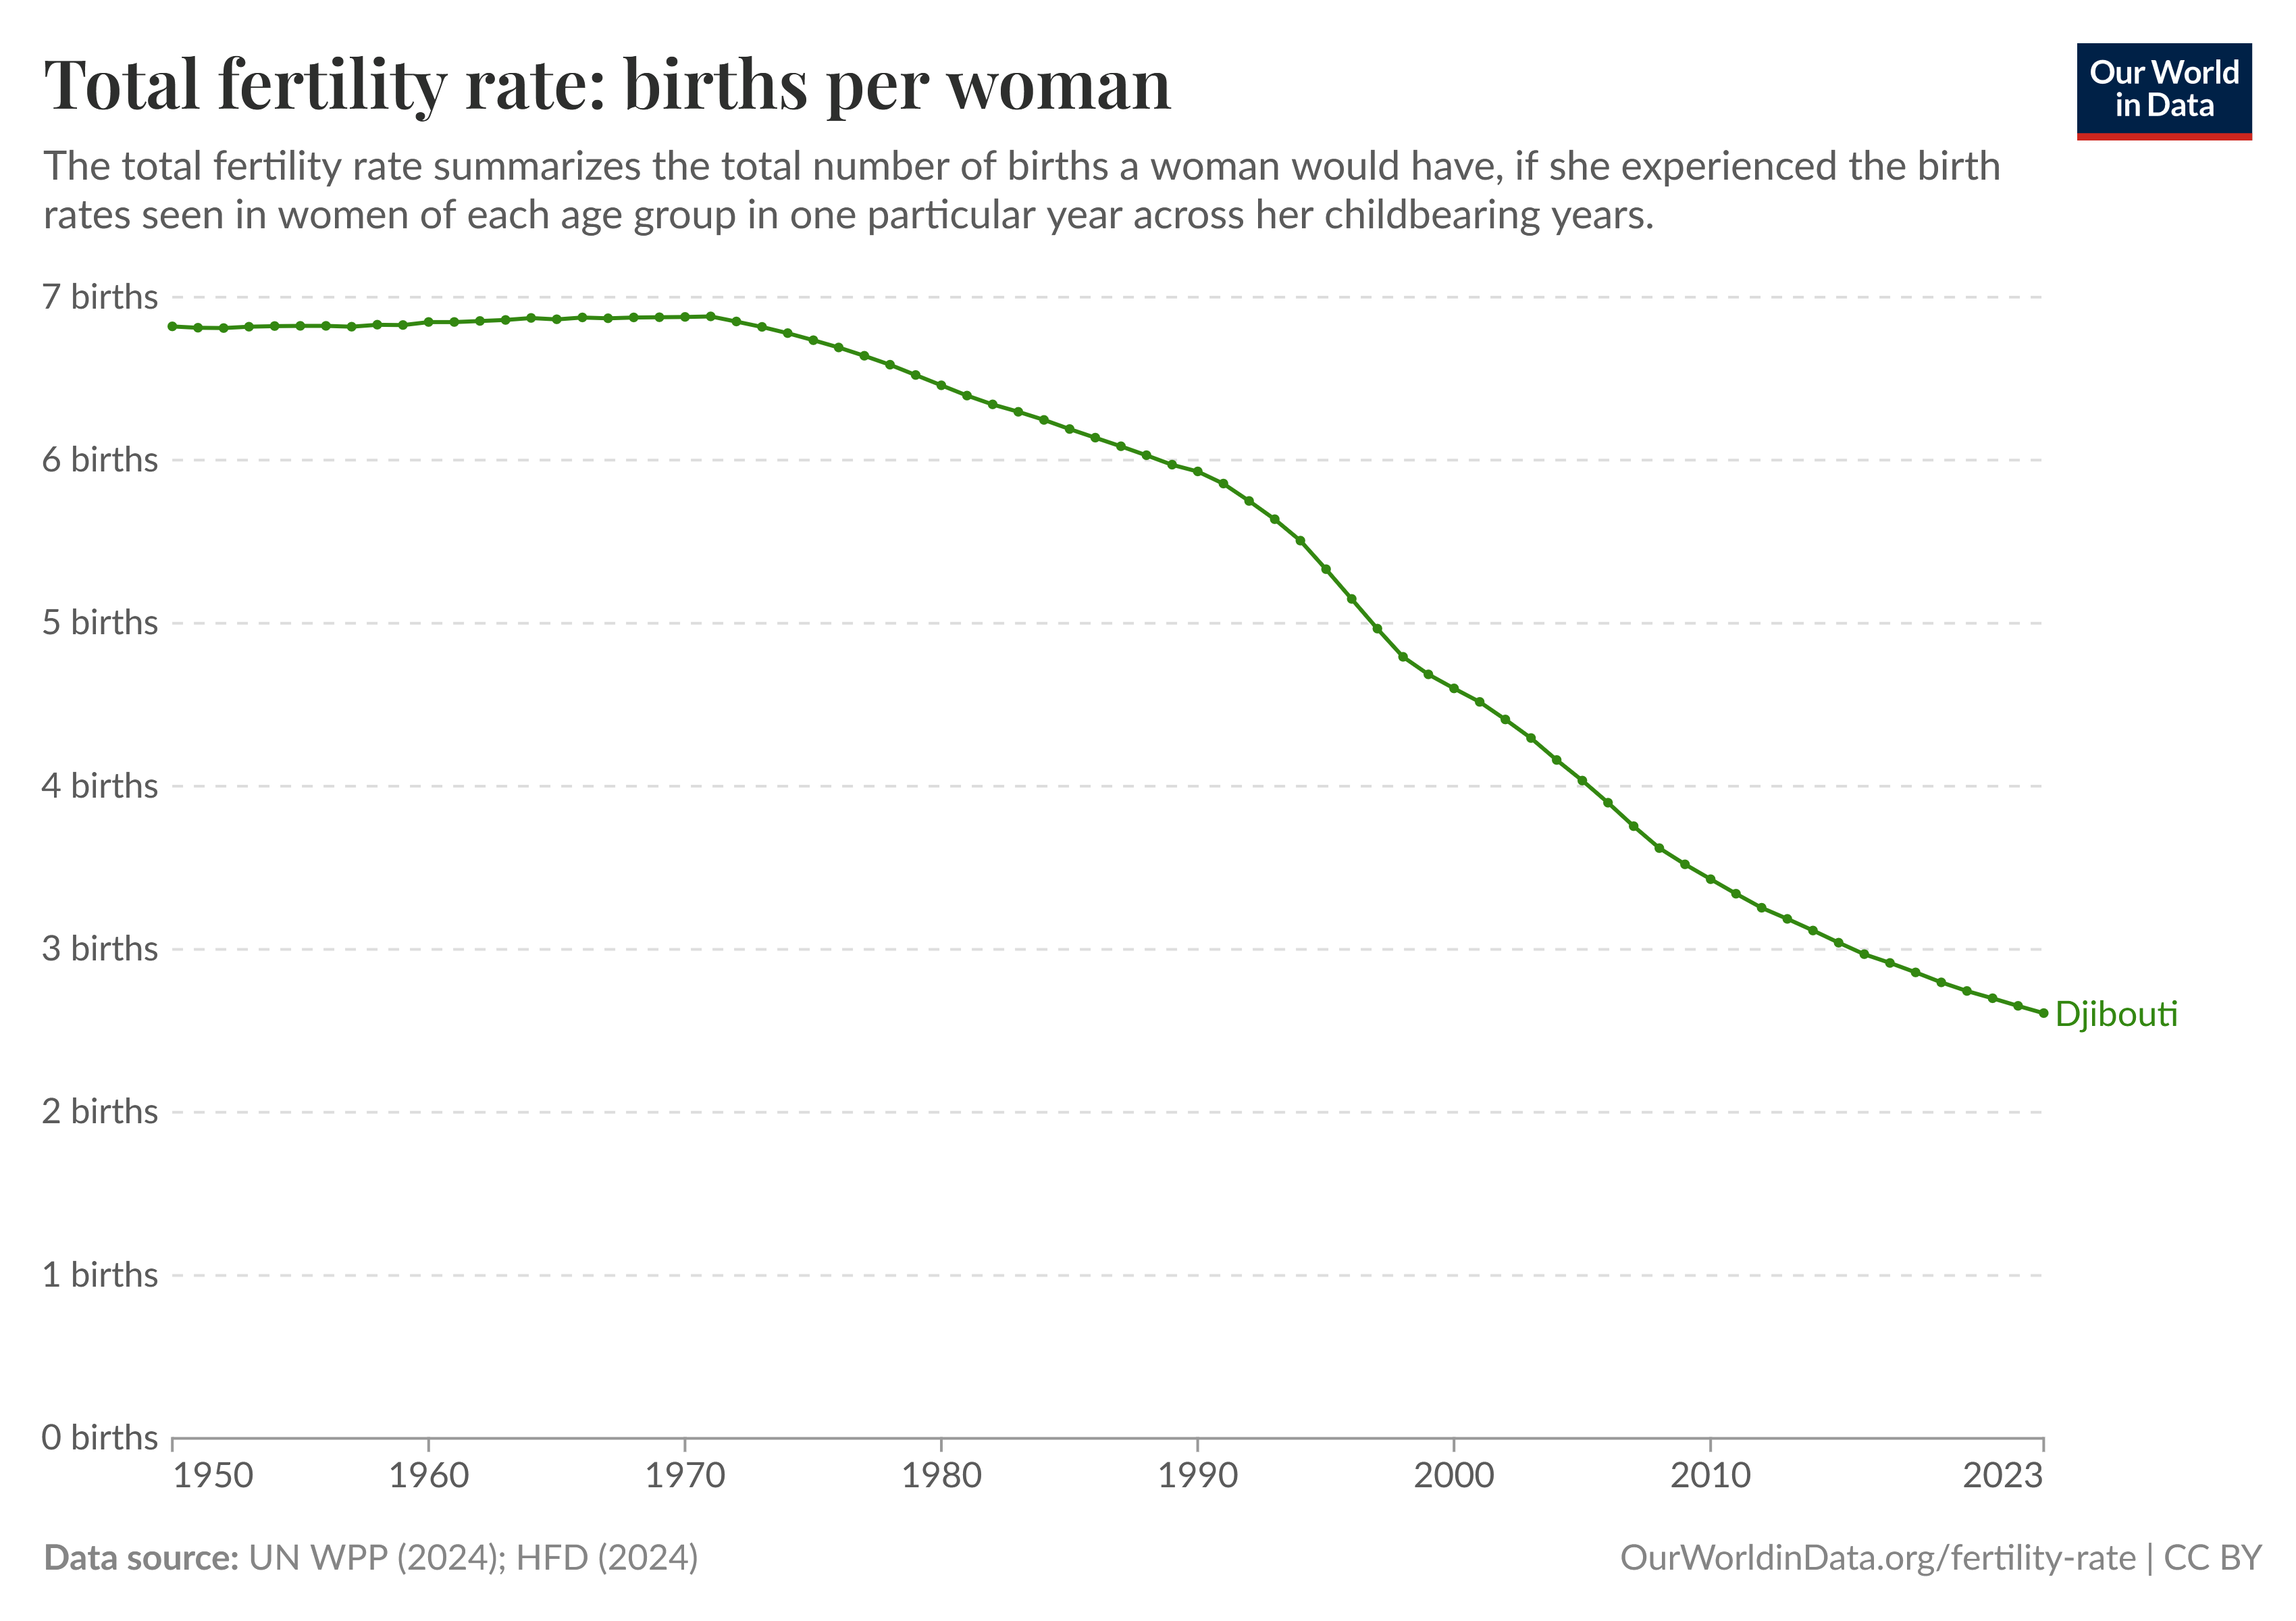 Total fertility rate: births per woman
Our World
in Data
The total fertility rate summarizes the total number of births a woman would have, if she experienced the birth
rates seen in women of each age group in one particular year across her childbearing years.
7 births
6 births
5 births
4 births
3 births
Djibouti
2 births
1 births
0 births
1950 1960 1970 1980 1990 2000 2010 2023
Data source: UN WPP (2024); HFD (2024)
OurWorldinData.org/fertility-rate | CC BY